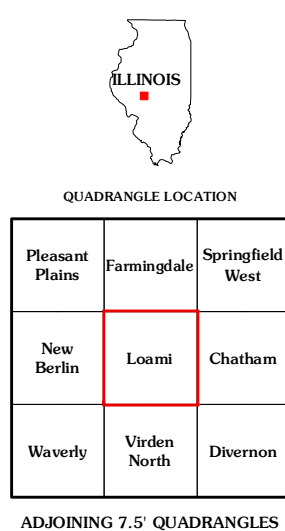 ILLINOIS
QUADRANGLE LOCATION
Pleasant
Plains
Farmingdale
Springfield
West
New
Berlin
Loami
Chatham
Waverly
Virden
North
Divernon
ADJOINING 7.5' QUADRANGLES